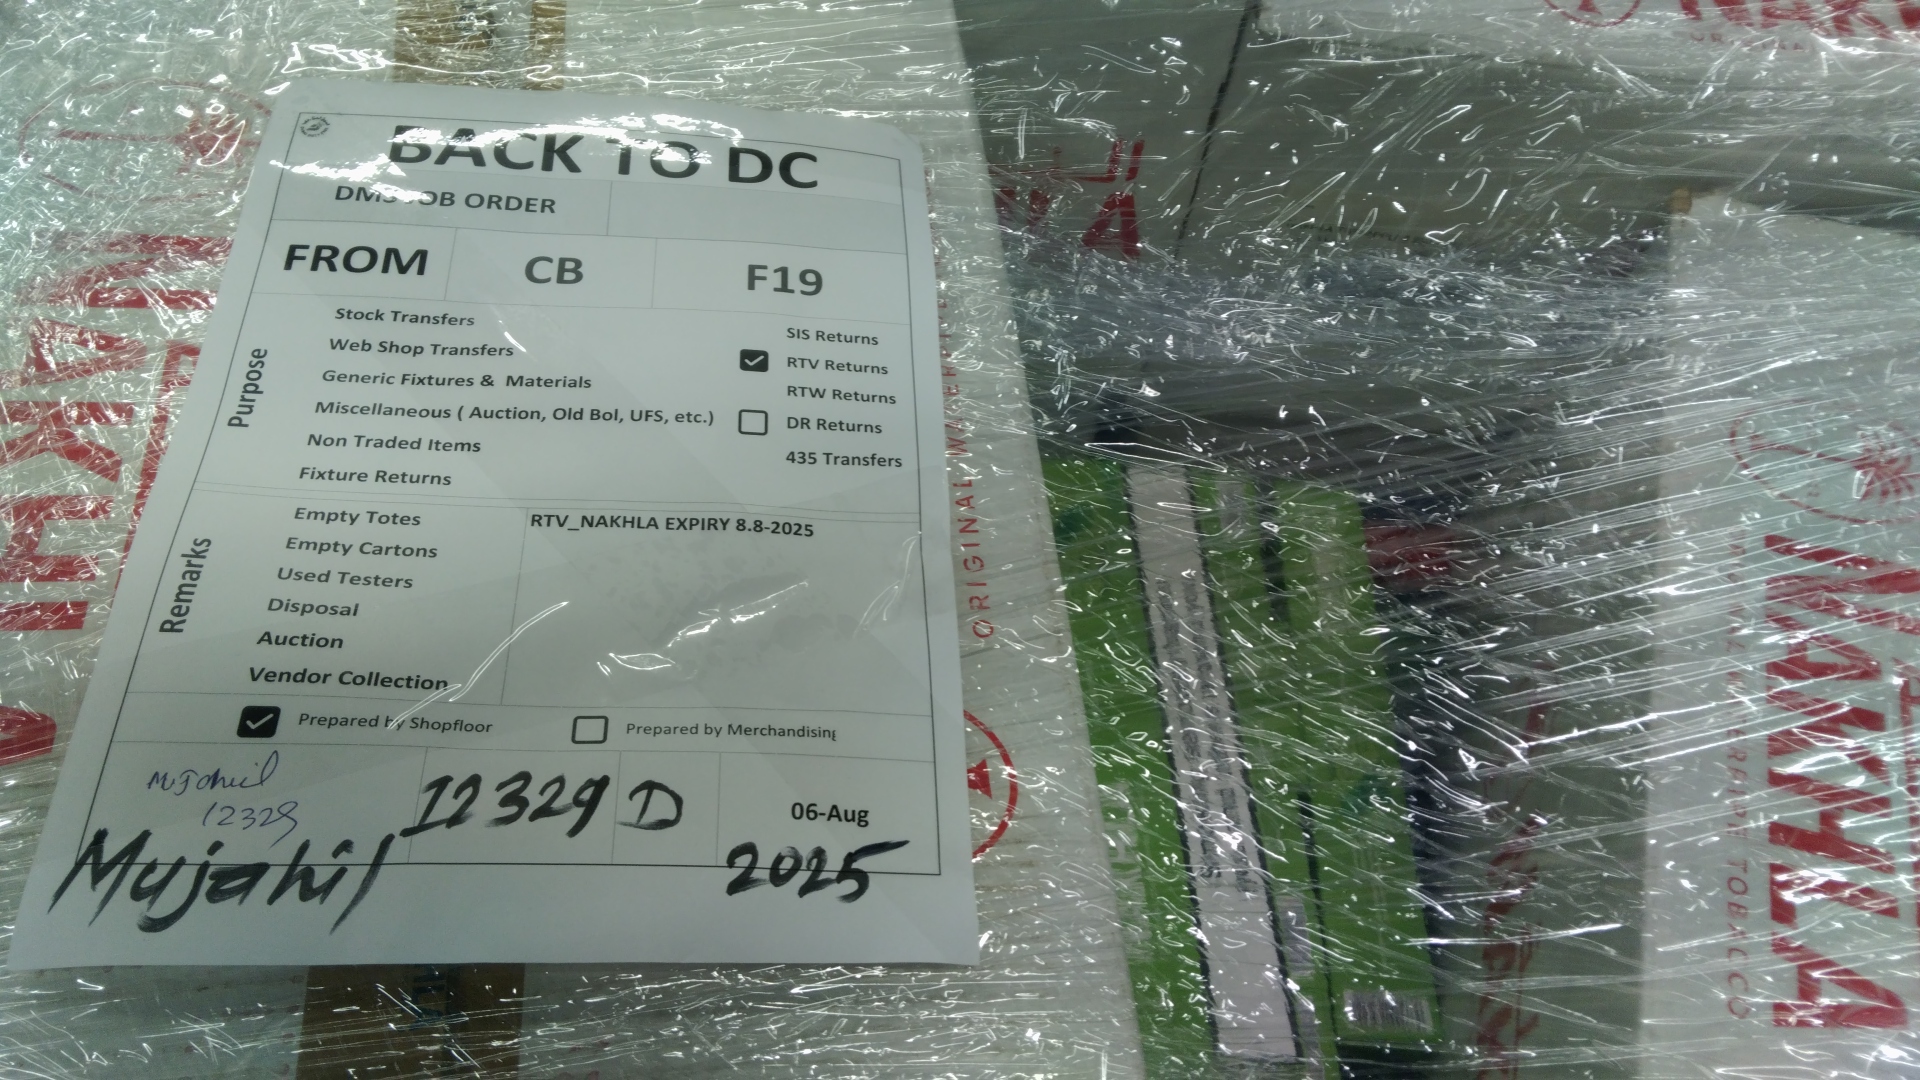 BACK TO DC
DMS JOB ORDER
FROM CB F19
Purpose
Stock Transfers
Web Shop Transfers
Generic Fixtures & Materials
Miscellaneous ( Auction, Old Bol, UFS, etc.)
Non Traded Items
Fixture Returns
SIS Returns
RTV Returns
RTW Returns
DR Returns
435 Transfers
Remarks
Empty Totes
Empty Cartons
Used Testers
Disposal
Auction
Vendor Collection
RTV_NAKHLA EXPIRY 8.8-2025
Prepared by Shopfloor
Prepared by Merchandising
12329
12329 D
06-Aug
Mujahil
2025
NAKHLA
ORIGINAL
NAKHLA
TOBACCO